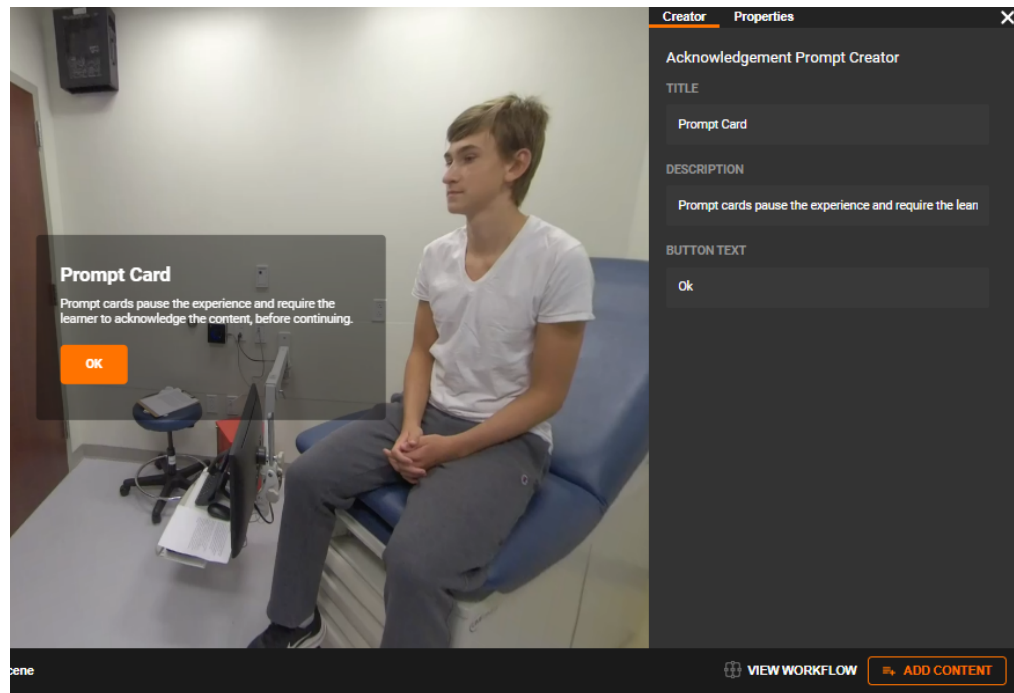 Creator Properties
Acknowledgement Prompt Creator
TITLE
Prompt Card
DESCRIPTION
Prompt cards pause the experience and require the lear
BUTTON TEXT
Ok
Prompt Card
Prompt cards pause the experience and require the
learner to acknowledge the content, before continuing.
OK
cene
VIEW WORKFLOW
ADD CONTENT